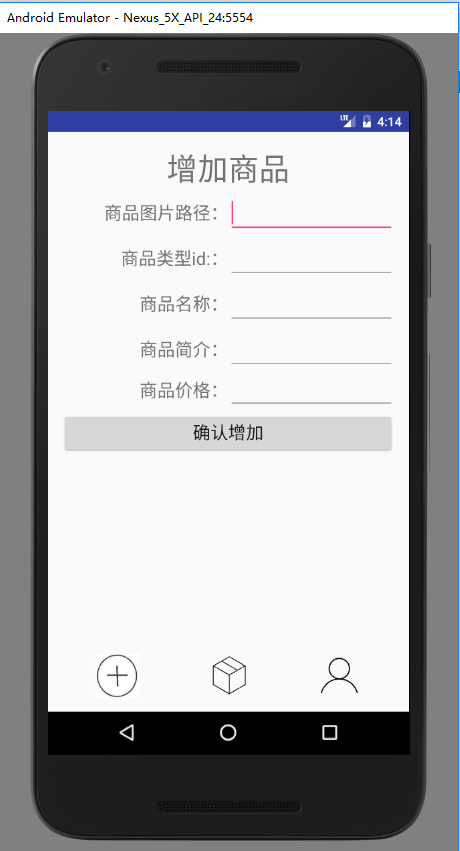 Android Emulator - Nexus_5X_API_24:5554
LTE 4:14
增加商品
商品图片路径：
商品类型id:：
商品名称：
商品简介：
商品价格：
确认增加